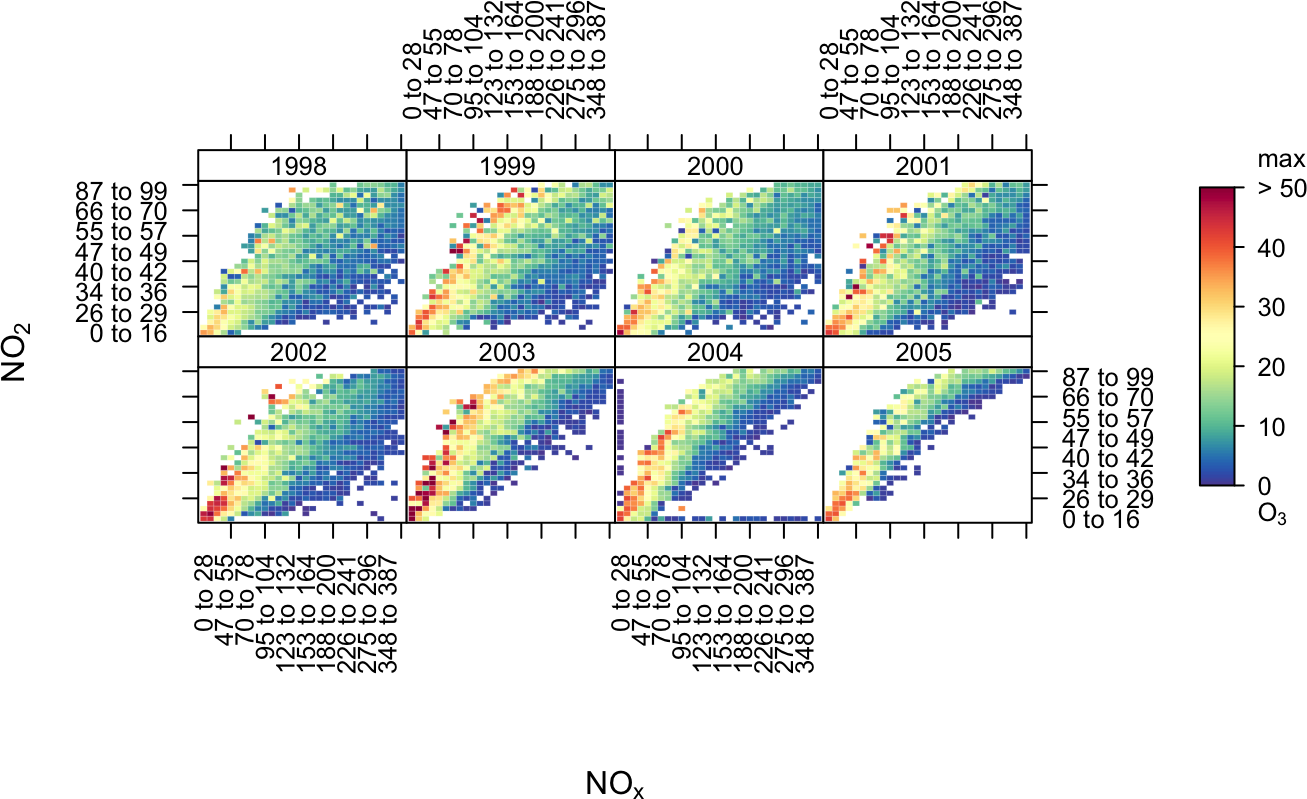 0 to 28
47 to 55
70 to 78
95 to 104
123 to 132
153 to 164
188 to 200
226 to 241
275 to 296
348 to 387
0 to 28
47 to 55
70 to 78
95 to 104
123 to 132
153 to 164
188 to 200
226 to 241
275 to 296
348 to 387
1998
1999
2000
2001
87 to 99
66 to 70
55 to 57
47 to 49
40 to 42
34 to 36
26 to 29
0 to 16
NO₂
2002
2003
2004
2005
87 to 99
66 to 70
55 to 57
47 to 49
40 to 42
34 to 36
26 to 29
0 to 16
max
> 50
40
30
20
10
0
O₃
0 to 28
47 to 55
70 to 78
95 to 104
123 to 132
153 to 164
188 to 200
226 to 241
275 to 296
348 to 387
0 to 28
47 to 55
70 to 78
95 to 104
123 to 132
153 to 164
188 to 200
226 to 241
275 to 296
348 to 387
NOₓ